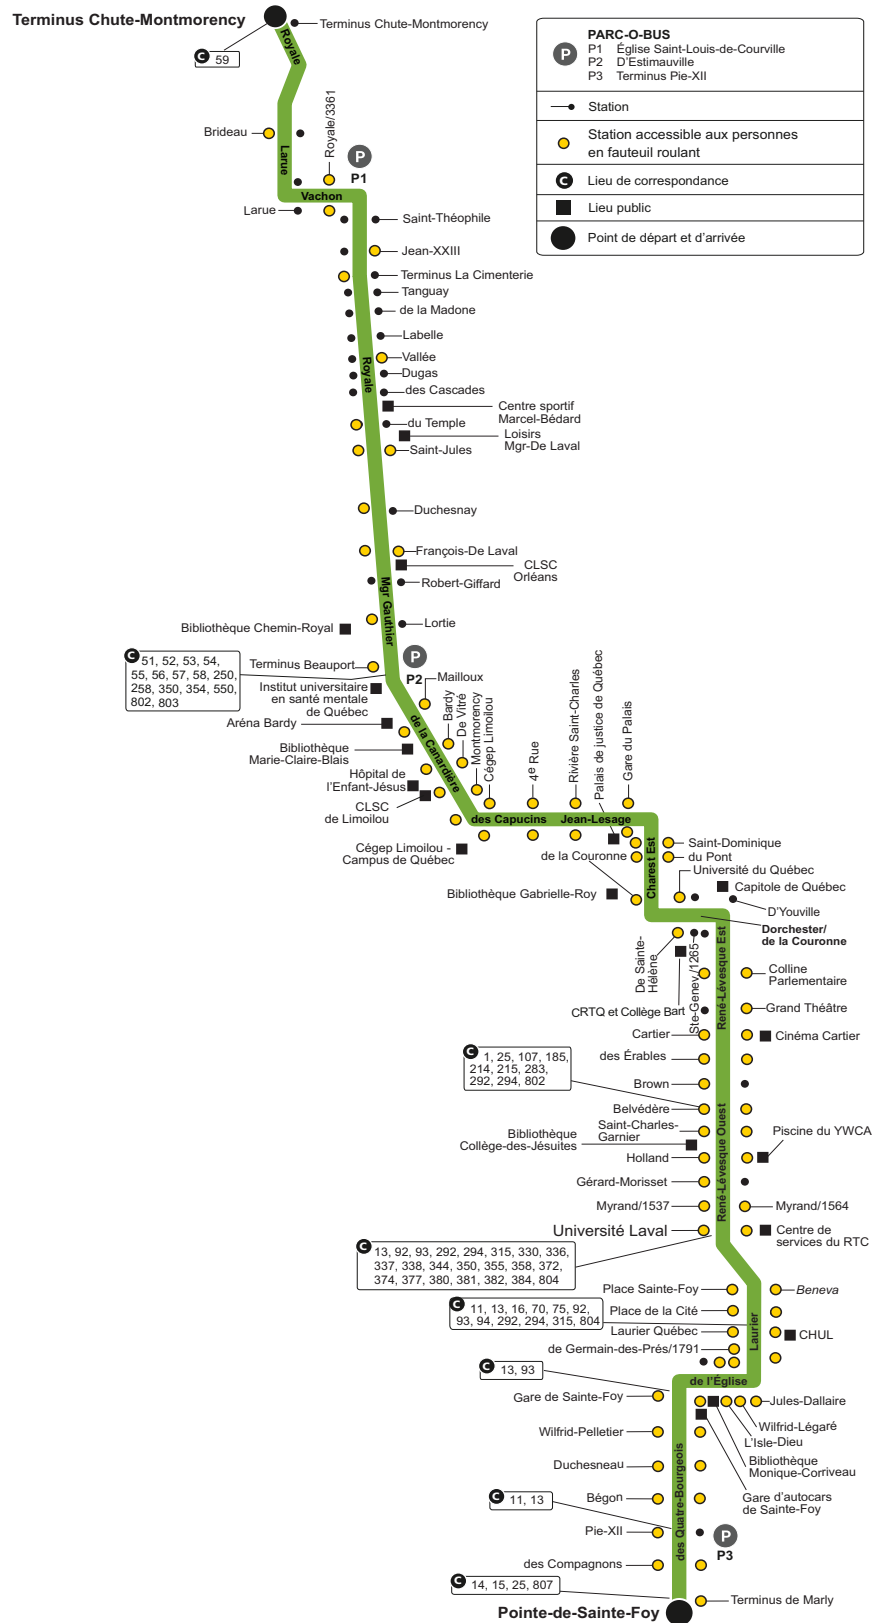 Terminus Chute-Montmorency
Terminus Chute-Montmorency
C 59
Royale
PARC-O-BUS
P
P1 Église Saint-Louis-de-Courville
P2 D'Estimauville
P3 Terminus Pie-XII
Station
Station accessible aux personnes
en fauteuil roulant
C Lieu de correspondance
Lieu public
Point de départ et d'arrivée
Brideau
Larue
Royale/3361
P
P1
Vachon
Larue
Saint-Théophile
Jean-XXIII
Terminus La Cimenterie
Tanguay
de la Madone
Labelle
Vallée
Royale
Dugas
des Cascades
Centre sportif
Marcel-Bédard
du Temple
Loisirs
Mgr-De Laval
Saint-Jules
Duchesnay
François-De Laval
CLSC
Orléans
Robert-Giffard
Mgr Gauthier
Lortie
Bibliothèque Chemin-Royal
C 51, 52, 53, 54,
55, 56, 57, 58, 250,
258, 350, 354, 550,
802, 803
Terminus Beauport
P
P2
Mailloux
Institut universitaire
en santé mentale
de Québec
de la Canardière
Aréna Bardy
Bardy
De Vitré
Montmorency
Cégep Limoilou
4e Rue
Rivière Saint-Charles
Palais de justice de Québec
Gare du Palais
Bibliothèque
Marie-Claire-Blais
Hôpital de
l'Enfant-Jésus
CLSC
de Limoilou
des Capucins
Jean-Lesage
Cégep Limoilou -
Campus de Québec
de la Couronne
Charest Est
Saint-Dominique
du Pont
Université du Québec
Bibliothèque Gabrielle-Roy
Capitole de Québec
D'Youville
Dorchester/
de la Couronne
De Sainte-
Hélène
Ste-Genev./1265
René-Lévesque Est
Colline
Parlementaire
CRTQ et Collège Bart
Grand Théâtre
Cartier
Cinéma Cartier
C 1, 25, 107, 185,
214, 215, 283,
292, 294, 802
des Érables
Brown
Belvédère
René-Lévesque Ouest
Saint-Charles-
Garnier
Bibliothèque
Collège-des-Jésuites
Piscine du YWCA
Holland
Gérard-Morisset
Myrand/1537
Myrand/1564
Université Laval
Centre de
services du RTC
C 13, 92, 93, 292, 294, 315, 330, 336,
337, 338, 344, 350, 355, 358, 372,
374, 377, 380, 381, 382, 384, 804
Place Sainte-Foy
Beneva
C 11, 13, 16, 70, 75, 92,
93, 94, 292, 294, 315, 804
Place de la Cité
Laurier
Laurier Québec
CHUL
de Germain-des-Prés/1791
C 13, 93
de l'Église
Gare de Sainte-Foy
Jules-Dallaire
Wilfrid-Légaré
L'Isle-Dieu
Bibliothèque
Monique-Corriveau
Gare d'autocars
de Sainte-Foy
Wilfrid-Pelletier
Duchesneau
des Quatre-Bourgeois
Bégon
C 11, 13
Pie-XII
P
P3
des Compagnons
C 14, 15, 25, 807
Terminus de Marly
Pointe-de-Sainte-Foy